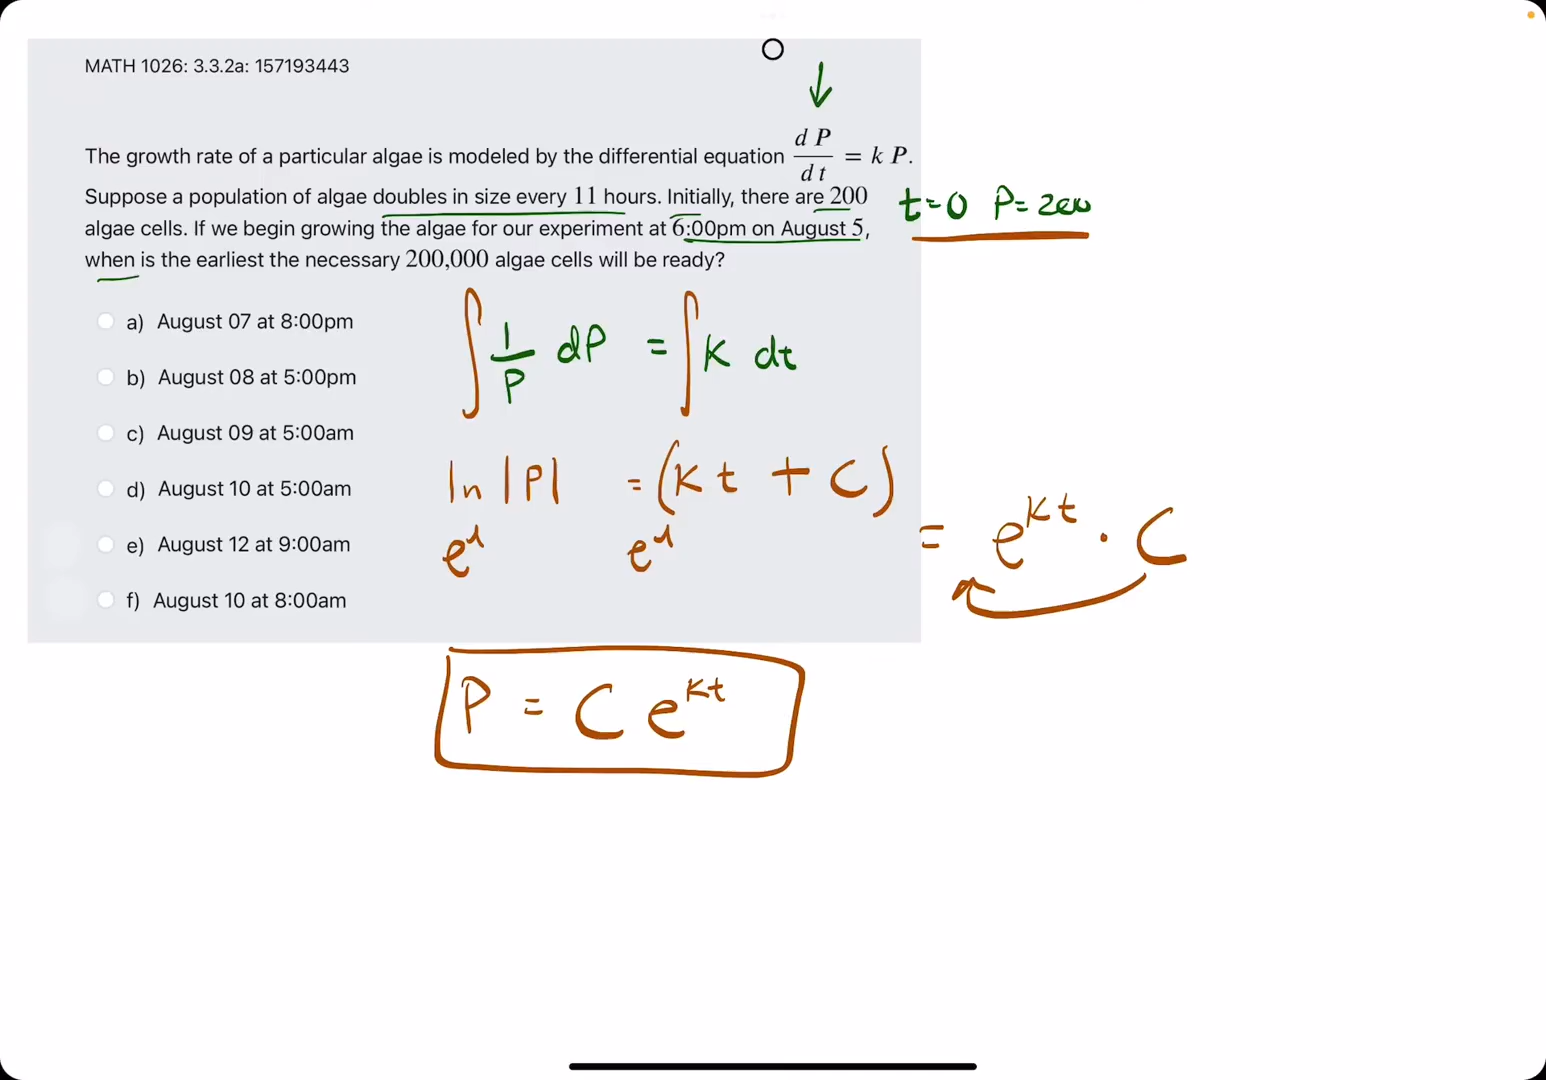 MATH 1026: 3.3.2a: 157193443
The growth rate of a particular algae is modeled by the differential equation dP/dt = k P.
Suppose a population of algae doubles in size every 11 hours. Initially, there are 200
t=0 P=200
algae cells. If we begin growing the algae for our experiment at 6:00pm on August 5,
when is the earliest the necessary 200,000 algae cells will be ready?
a) August 07 at 8:00pm
b) August 08 at 5:00pm
c) August 09 at 5:00am
d) August 10 at 5:00am
e) August 12 at 9:00am
f) August 10 at 8:00am
∫ 1/P dP = ∫ K dt
ln |P| = (Kt + C)
e^ e^
= e^{Kt} · C
P = C e^{Kt}